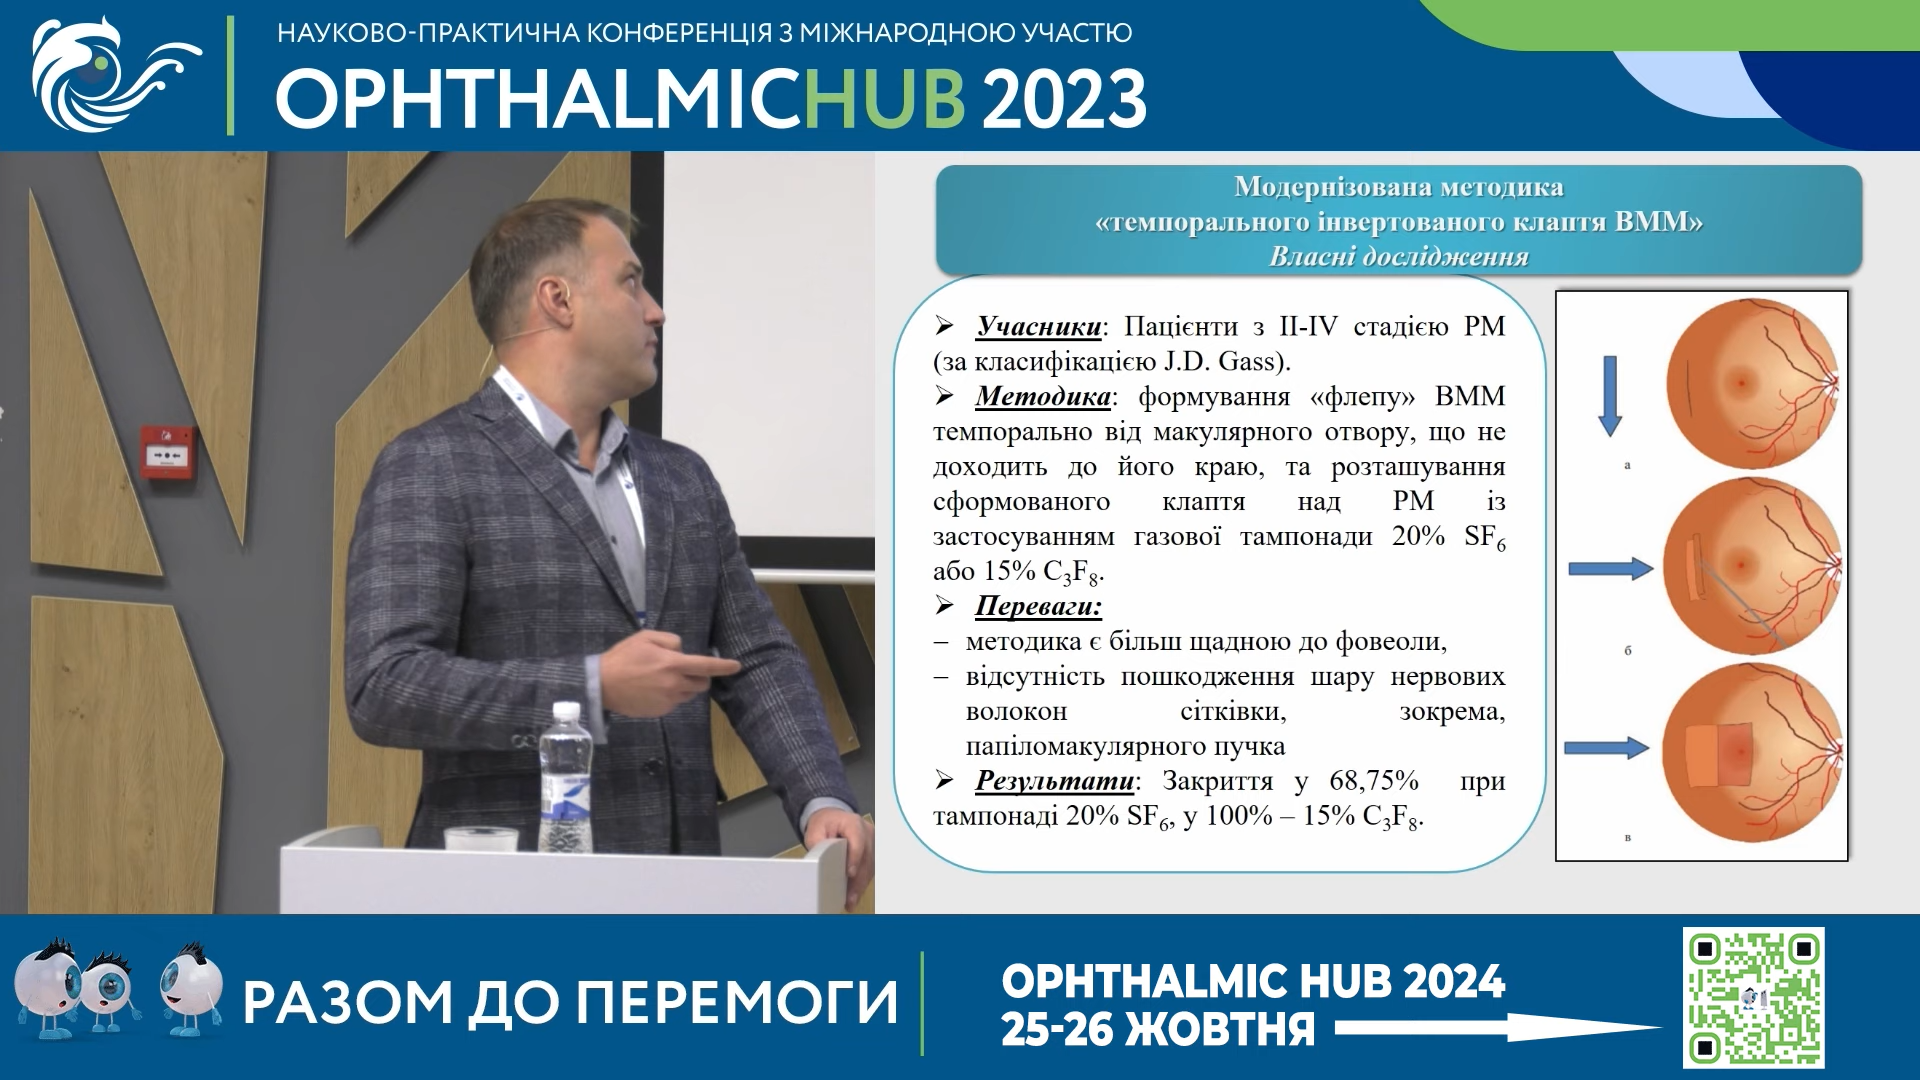 НАУКОВО-ПРАКТИЧНА КОНФЕРЕНЦІЯ З МІЖНАРОДНОЮ УЧАСТЮ
OPHTHALMICHUB 2023
Модернізована методика
«темпорального інвертованого клаптя ВММ»
Власні дослідження
➢ Учасники: Пацієнти з II-IV стадією РМ
(за класифікацією J.D. Gass).
➢ Методика: формування «флепу» ВММ
темпорально від макулярного отвору, що не
доходить до його краю, та розташування
сформованого клаптя над РМ із
застосуванням газової тампонади 20% SF₆
або 15% C₃F₈.
➢ Переваги:
– методика є більш щадною до фовеоли,
– відсутність пошкодження шару нервових
волокон сітківки, зокрема,
папіломакулярного пучка
➢ Результати: Закриття у 68,75% при
тампонаді 20% SF₆, у 100% – 15% C₃F₈.
а
б
в
РАЗОМ ДО ПЕРЕМОГИ
OPHTHALMIC HUB 2024
25-26 ЖОВТНЯ